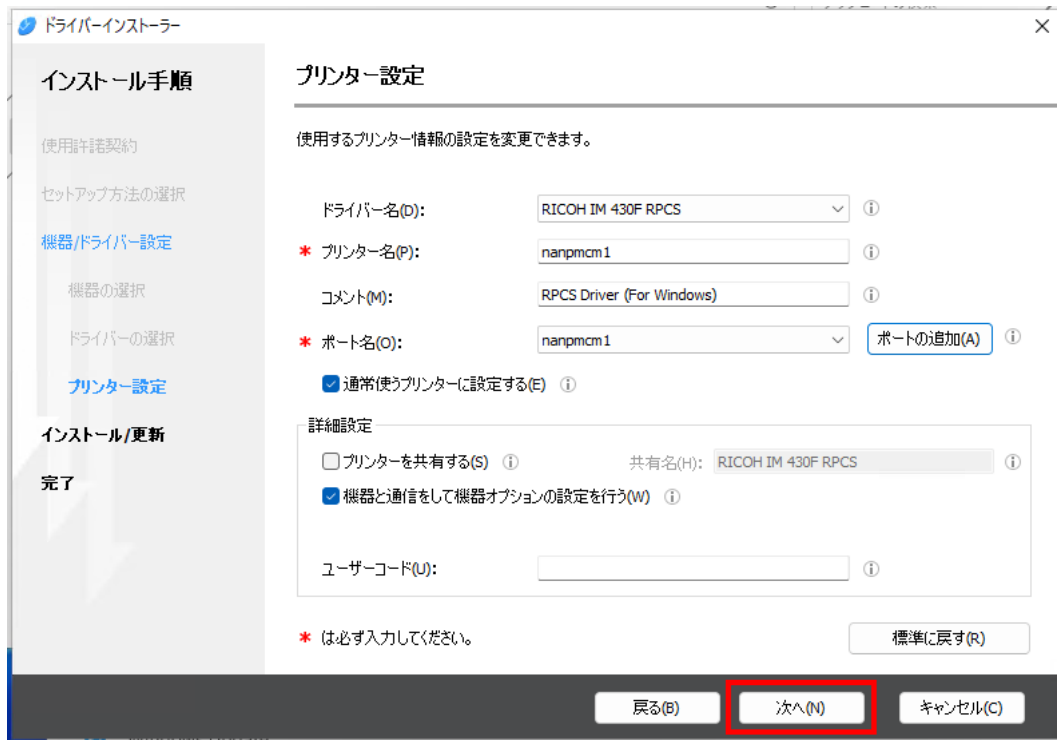 ドライバーインストーラー
インストール手順
使用許諾契約
セットアップ方法の選択
機器/ドライバー設定
機器の選択
ドライバーの選択
プリンター設定
インストール/更新
完了
プリンター設定
使用するプリンター情報の設定を変更できます。
ドライバー名(D): RICOH IM 430F RPCS
* プリンター名(P): nanpmcm1
コメント(M): RPCS Driver (For Windows)
* ポート名(O): nanpmcm1 ポートの追加(A)
通常使うプリンターに設定する(E)
詳細設定
プリンターを共有する(S) 共有名(H): RICOH IM 430F RPCS
機器と通信をして機器オプションの設定を行う(W)
ユーザーコード(U):
* は必ず入力してください。 標準に戻す(R)
戻る(B) 次へ(N) キャンセル(C)